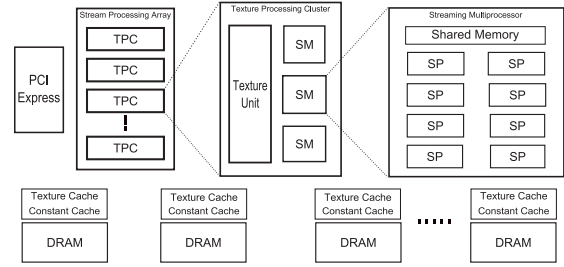 Stream Processing Array
Texture Processing Cluster
Streaming Multiprocessor
PCI
Express
TPC
TPC
TPC
TPC
Texture
Unit
SM
SM
SM
Shared Memory
SP SP
SP SP
SP SP
SP SP
Texture Cache
Constant Cache
DRAM
Texture Cache
Constant Cache
DRAM
Texture Cache
Constant Cache
DRAM
Texture Cache
Constant Cache
DRAM